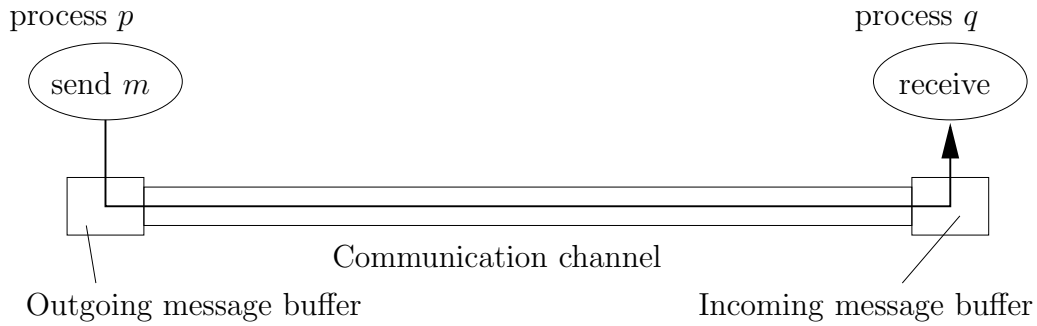 process p
process q
send m
receive
Communication channel
Outgoing message buffer
Incoming message buffer